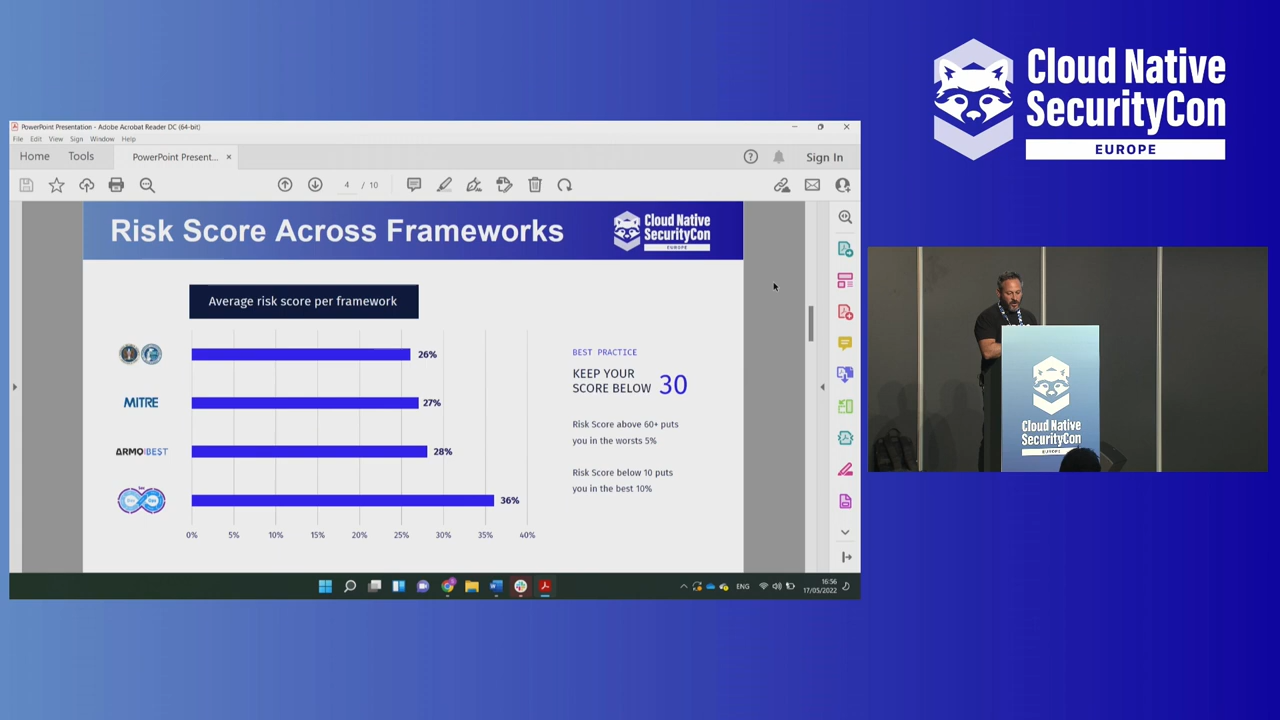 Cloud Native
SecurityCon
EUROPE
PowerPoint Presentation - Adobe Acrobat Reader DC (64-bit)
File Edit View Sign Window Help
Home Tools PowerPoint Present... ×
Sign In
4 / 10
Risk Score Across Frameworks
Cloud Native
SecurityCon
EUROPE
Average risk score per framework
26%
MITRE
27%
ARMOBEST
28%
36%
0% 5% 10% 15% 20% 25% 30% 35% 40%
BEST PRACTICE
KEEP YOUR
SCORE BELOW 30
Risk Score above 60+ puts
you in the worsts 5%
Risk Score below 10 puts
you in the best 10%
ENG
16:56
17/05/2022
Cloud Native
SecurityCon
EUROPE